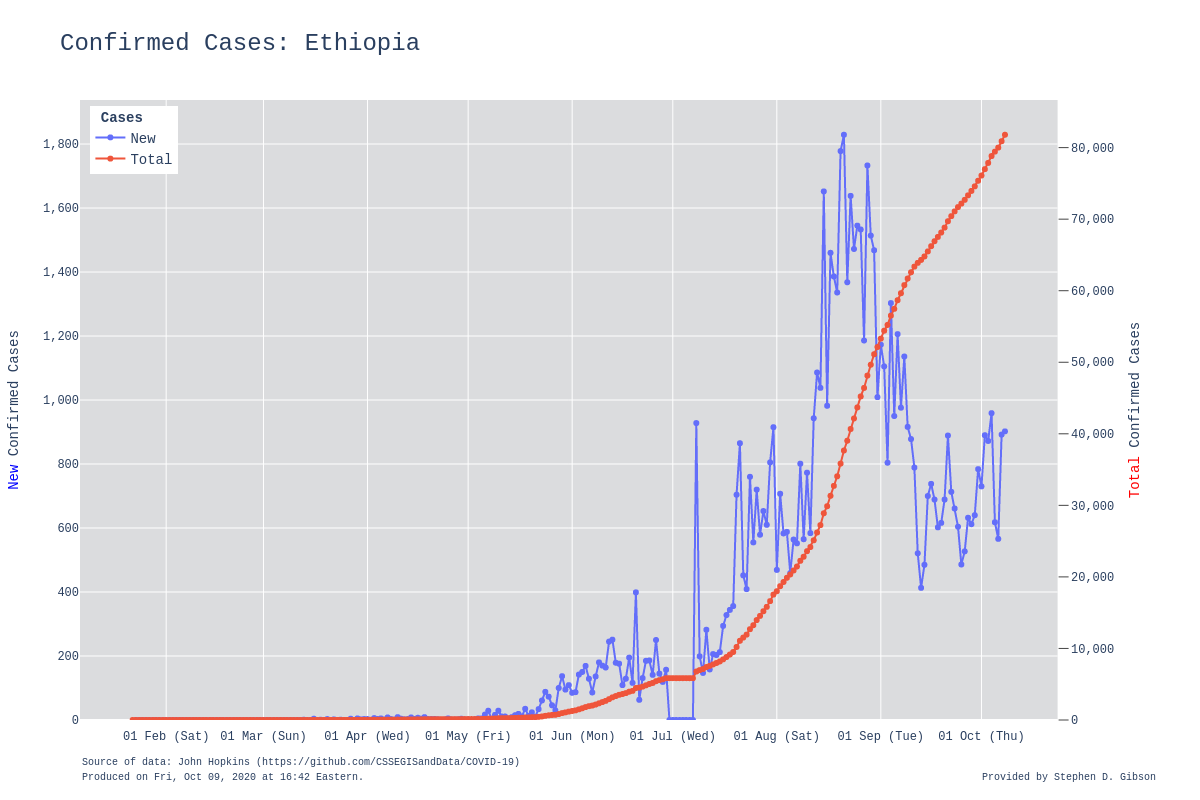 Confirmed Cases: Ethiopia
Cases
New
Total
1,800
1,600
1,400
1,200
1,000
800
600
400
200
0
New Confirmed Cases
80,000
70,000
60,000
50,000
40,000
30,000
20,000
10,000
0
Total Confirmed Cases
01 Feb (Sat) 01 Mar (Sun) 01 Apr (Wed) 01 May (Fri) 01 Jun (Mon) 01 Jul (Wed) 01 Aug (Sat) 01 Sep (Tue) 01 Oct (Thu)
Source of data: John Hopkins (https://github.com/CSSEGISandData/COVID-19)
Produced on Fri, Oct 09, 2020 at 16:42 Eastern.
Provided by Stephen D. Gibson